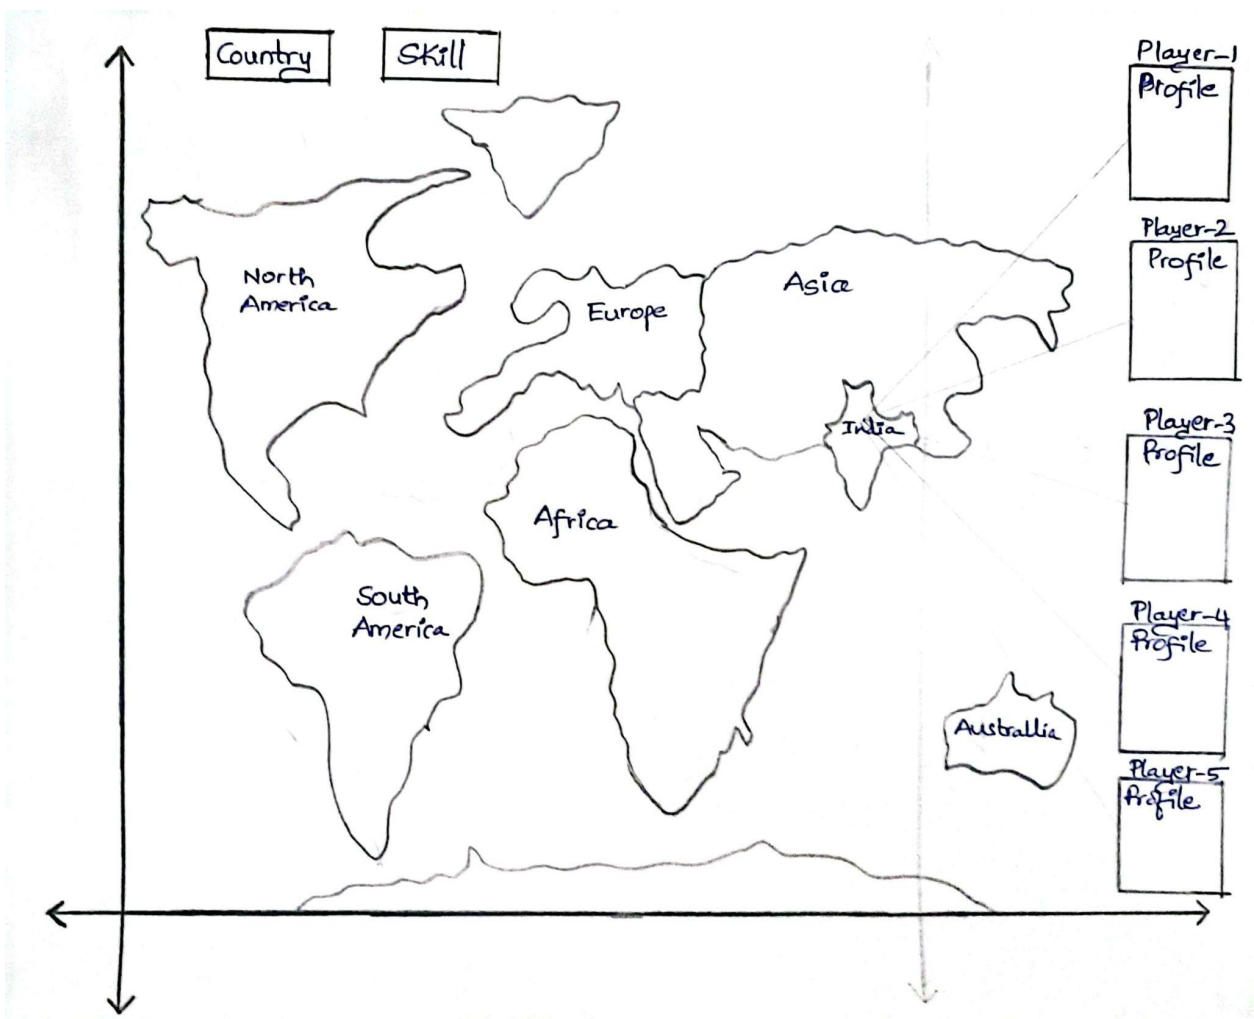 Country
Skill
Player-1
Profile
Player-2
Profile
North
America
Europe
Asia
India
Player-3
Profile
Africa
South
America
Player-4
Profile
Australlia
Player-5
Profile